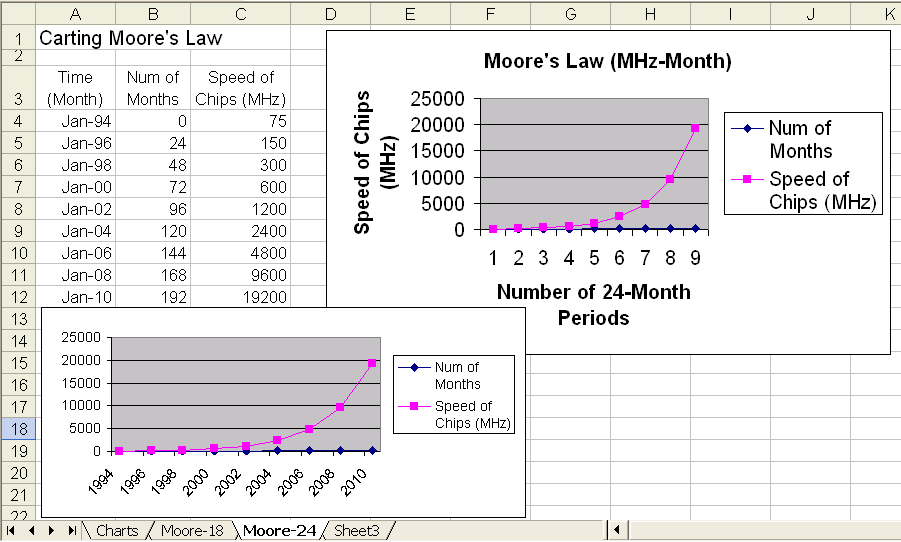 A B C D E F G H I J K
1 Carting Moore's Law
2
Time Num of Speed of
3 (Month) Months Chips (MHz)
4 Jan-94 0 75
5 Jan-96 24 150
6 Jan-98 48 300
7 Jan-00 72 600
8 Jan-02 96 1200
9 Jan-04 120 2400
10 Jan-06 144 4800
11 Jan-08 168 9600
12 Jan-10 192 19200
13
14
15
16
17
18
19
20
21
22
Moore's Law (MHz-Month)
Speed of Chips
(MHz)
25000
20000
15000
10000
5000
0
1 2 3 4 5 6 7 8 9
Number of 24-Month
Periods
Num of
Months
Speed of
Chips (MHz)
25000
20000
15000
10000
5000
0
1994 1996 1998 2000 2002 2004 2006 2008 2010
Num of
Months
Speed of
Chips (MHz)
Charts Moore-18 Moore-24 Sheet3